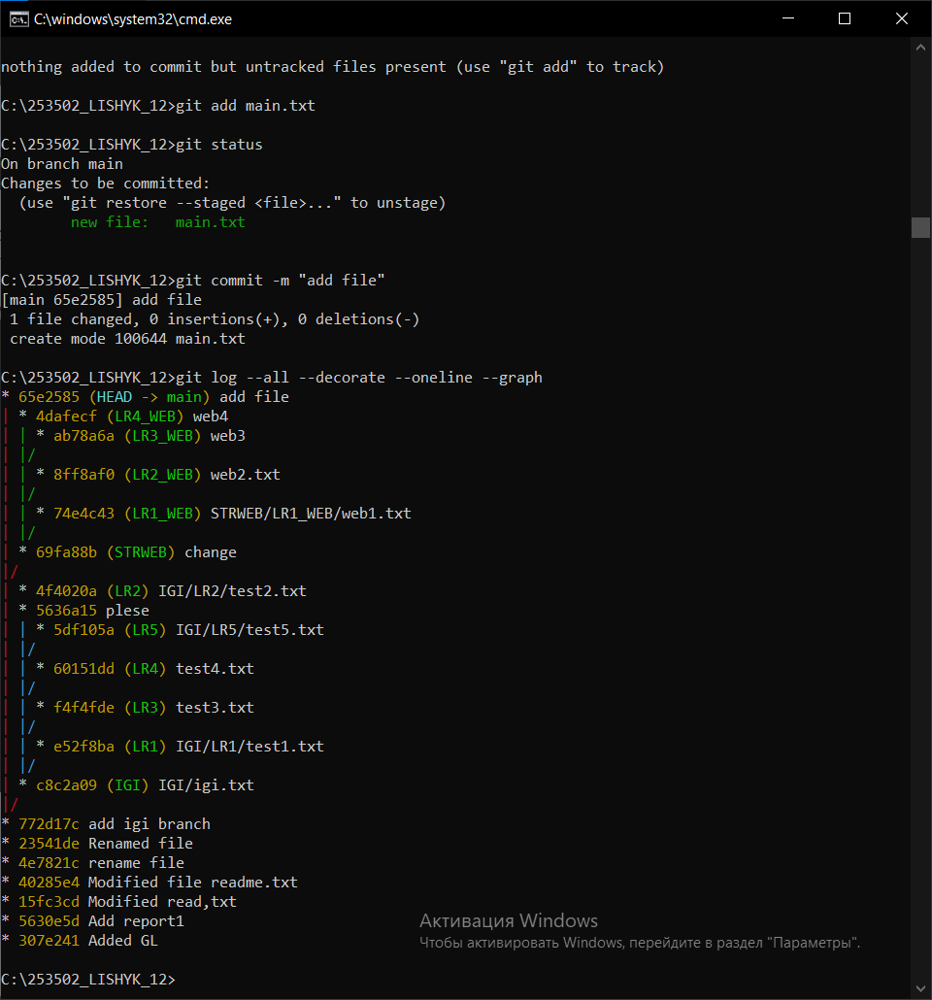 C:\windows\system32\cmd.exe
nothing added to commit but untracked files present (use "git add" to track)
C:\253502_LISHYK_12>git add main.txt
C:\253502_LISHYK_12>git status
On branch main
Changes to be committed:
  (use "git restore --staged <file>..." to unstage)
        new file:   main.txt
C:\253502_LISHYK_12>git commit -m "add file"
[main 65e2585] add file
 1 file changed, 0 insertions(+), 0 deletions(-)
 create mode 100644 main.txt
C:\253502_LISHYK_12>git log --all --decorate --oneline --graph
* 65e2585 (HEAD -> main) add file
| * 4dafecf (LR4_WEB) web4
| | * ab78a6a (LR3_WEB) web3
| |/
| | * 8ff8af0 (LR2_WEB) web2.txt
| |/
| | * 74e4c43 (LR1_WEB) STRWEB/LR1_WEB/web1.txt
| |/
| * 69fa88b (STRWEB) change
|/
| * 4f4020a (LR2) IGI/LR2/test2.txt
| * 5636a15 plese
| | * 5df105a (LR5) IGI/LR5/test5.txt
| |/
| | * 60151dd (LR4) test4.txt
| |/
| | * f4f4fde (LR3) test3.txt
| |/
| | * e52f8ba (LR1) IGI/LR1/test1.txt
| |/
| * c8c2a09 (IGI) IGI/igi.txt
|/
* 772d17c add igi branch
* 23541de Renamed file
* 4e7821c rename file
* 40285e4 Modified file readme.txt
* 15fc3cd Modified read,txt
* 5630e5d Add report1
* 307e241 Added GL
C:\253502_LISHYK_12>
Активация Windows
Чтобы активировать Windows, перейдите в раздел "Параметры".